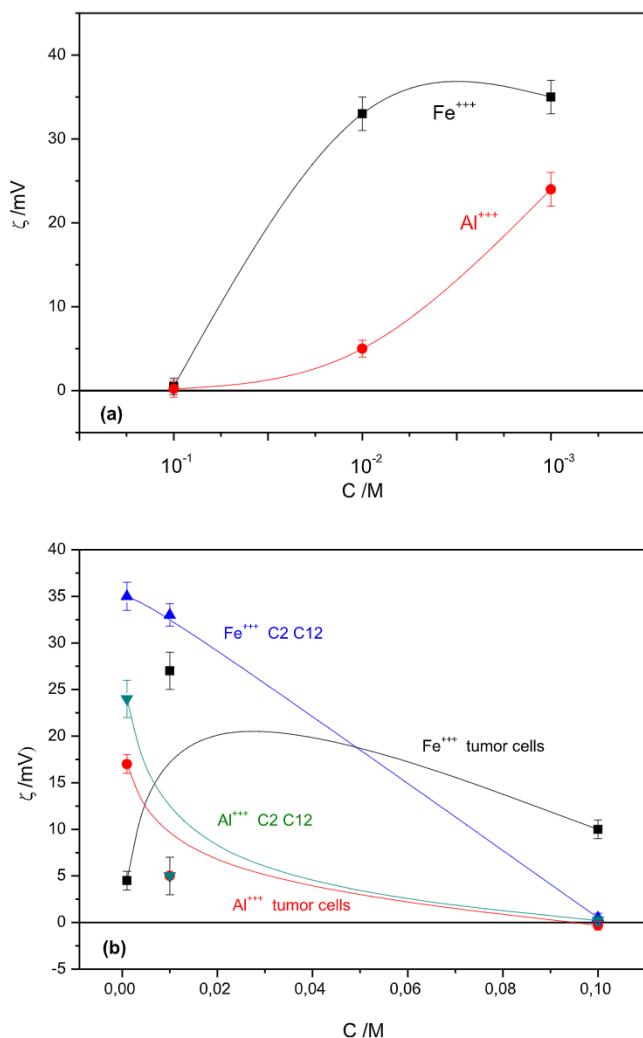 40
30
20
10
0
ζ /mV
Fe+++
Al+++
(a)
10-1 10-2 10-3
C /M
40
35
30
25
20
15
10
5
0
-5
ζ /mV)
Fe+++ C2 C12
Fe+++ tumor cells
Al+++ C2 C12
Al+++ tumor cells
(b)
0,00 0,02 0,04 0,06 0,08 0,10
C /M